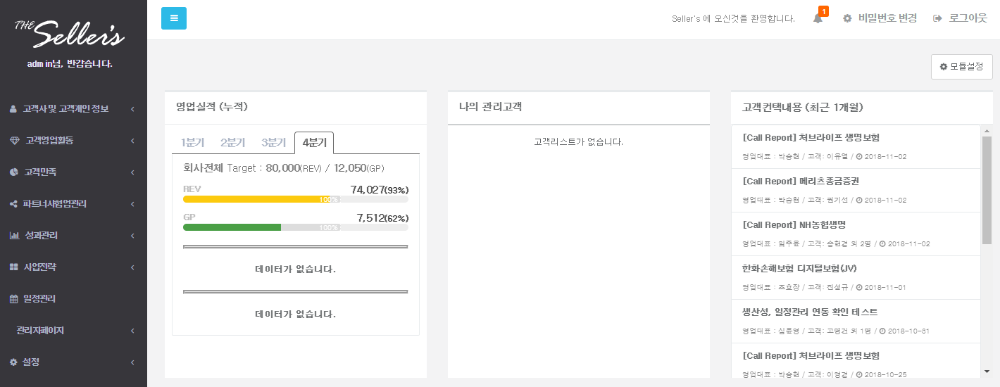 THE Seller's
admin님, 반갑습니다.
고객사 및 고객개인 정보
고객영업활동
고객만족
파트너사협업관리
성과관리
사업전략
일정관리
관리자페이지
설정
Seller's 에 오신것을 환영합니다.
1
비밀번호 변경
로그아웃
모듈설정
영업실적 (누적)
1분기
2분기
3분기
4분기
회사전체 Target : 80,000(REV) / 12,050(GP)
REV
74,027(93%)
100%
GP
7,512(62%)
100%
데이터가 없습니다.
데이터가 없습니다.
나의 관리고객
고객리스트가 없습니다.
고객컨택내용 (최근 1개월)
[Call Report] 처브라이프 생명보험
영업대표 : 박승현 / 고객: 이유열 / 2018-11-02
[Call Report] 메리츠종금증권
영업대표 : 박승현 / 고객: 권기선 / 2018-11-02
[Call Report] NH농협생명
영업대표 : 임주윤 / 고객: 송현경 외 2명 / 2018-11-02
한화손해보험 디지털보험(JV)
영업대표 : 조효장 / 고객: 진설규 / 2018-11-01
생산성, 일정관리 연동 확인 테스트
영업대표 : 심윤경 / 고객: 고명건 외 1명 / 2018-10-31
[Call Report] 처브라이프 생명보험
영업대표 : 박승현 / 고객: 이영경 / 2018-10-25